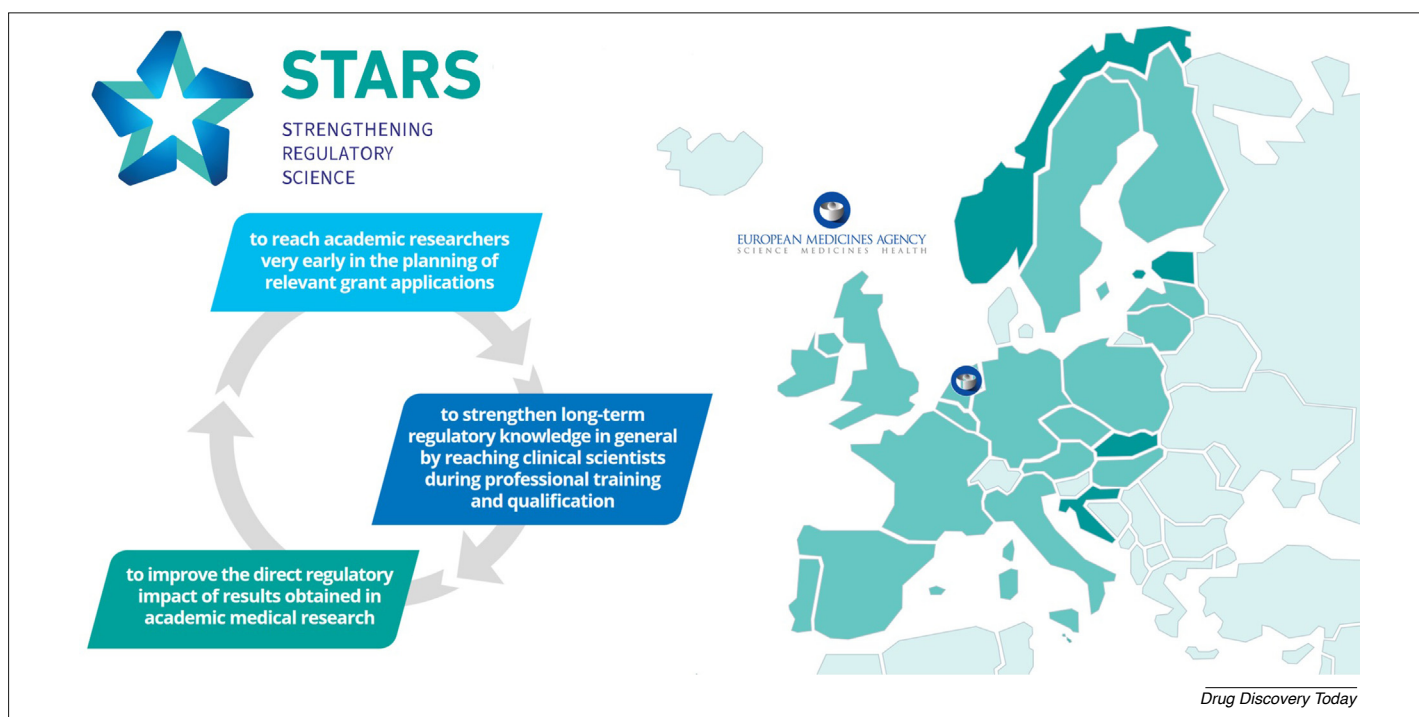 STARS
STRENGTHENING
REGULATORY
SCIENCE
to reach academic researchers
very early in the planning of
relevant grant applications
to strengthen long-term
regulatory knowledge in general
by reaching clinical scientists
during professional training
and qualification
to improve the direct regulatory
impact of results obtained in
academic medical research
EUROPEAN MEDICINES AGENCY
SCIENCE MEDICINES HEALTH
Drug Discovery Today